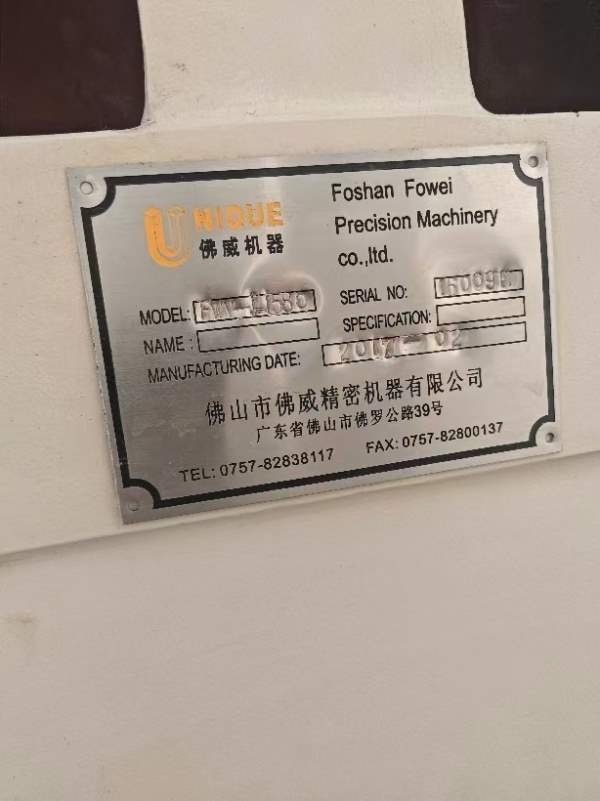 UNIQUE
佛威机器
Foshan Fowei
Precision Machinery
co.,ltd.
MODEL:
SERIAL NO:
NAME :
SPECIFICATION:
MANUFACTURING DATE: 2017-02
佛山市佛威精密机器有限公司
广东省佛山市佛罗公路39号
TEL: 0757-82838117 FAX: 0757-82800137